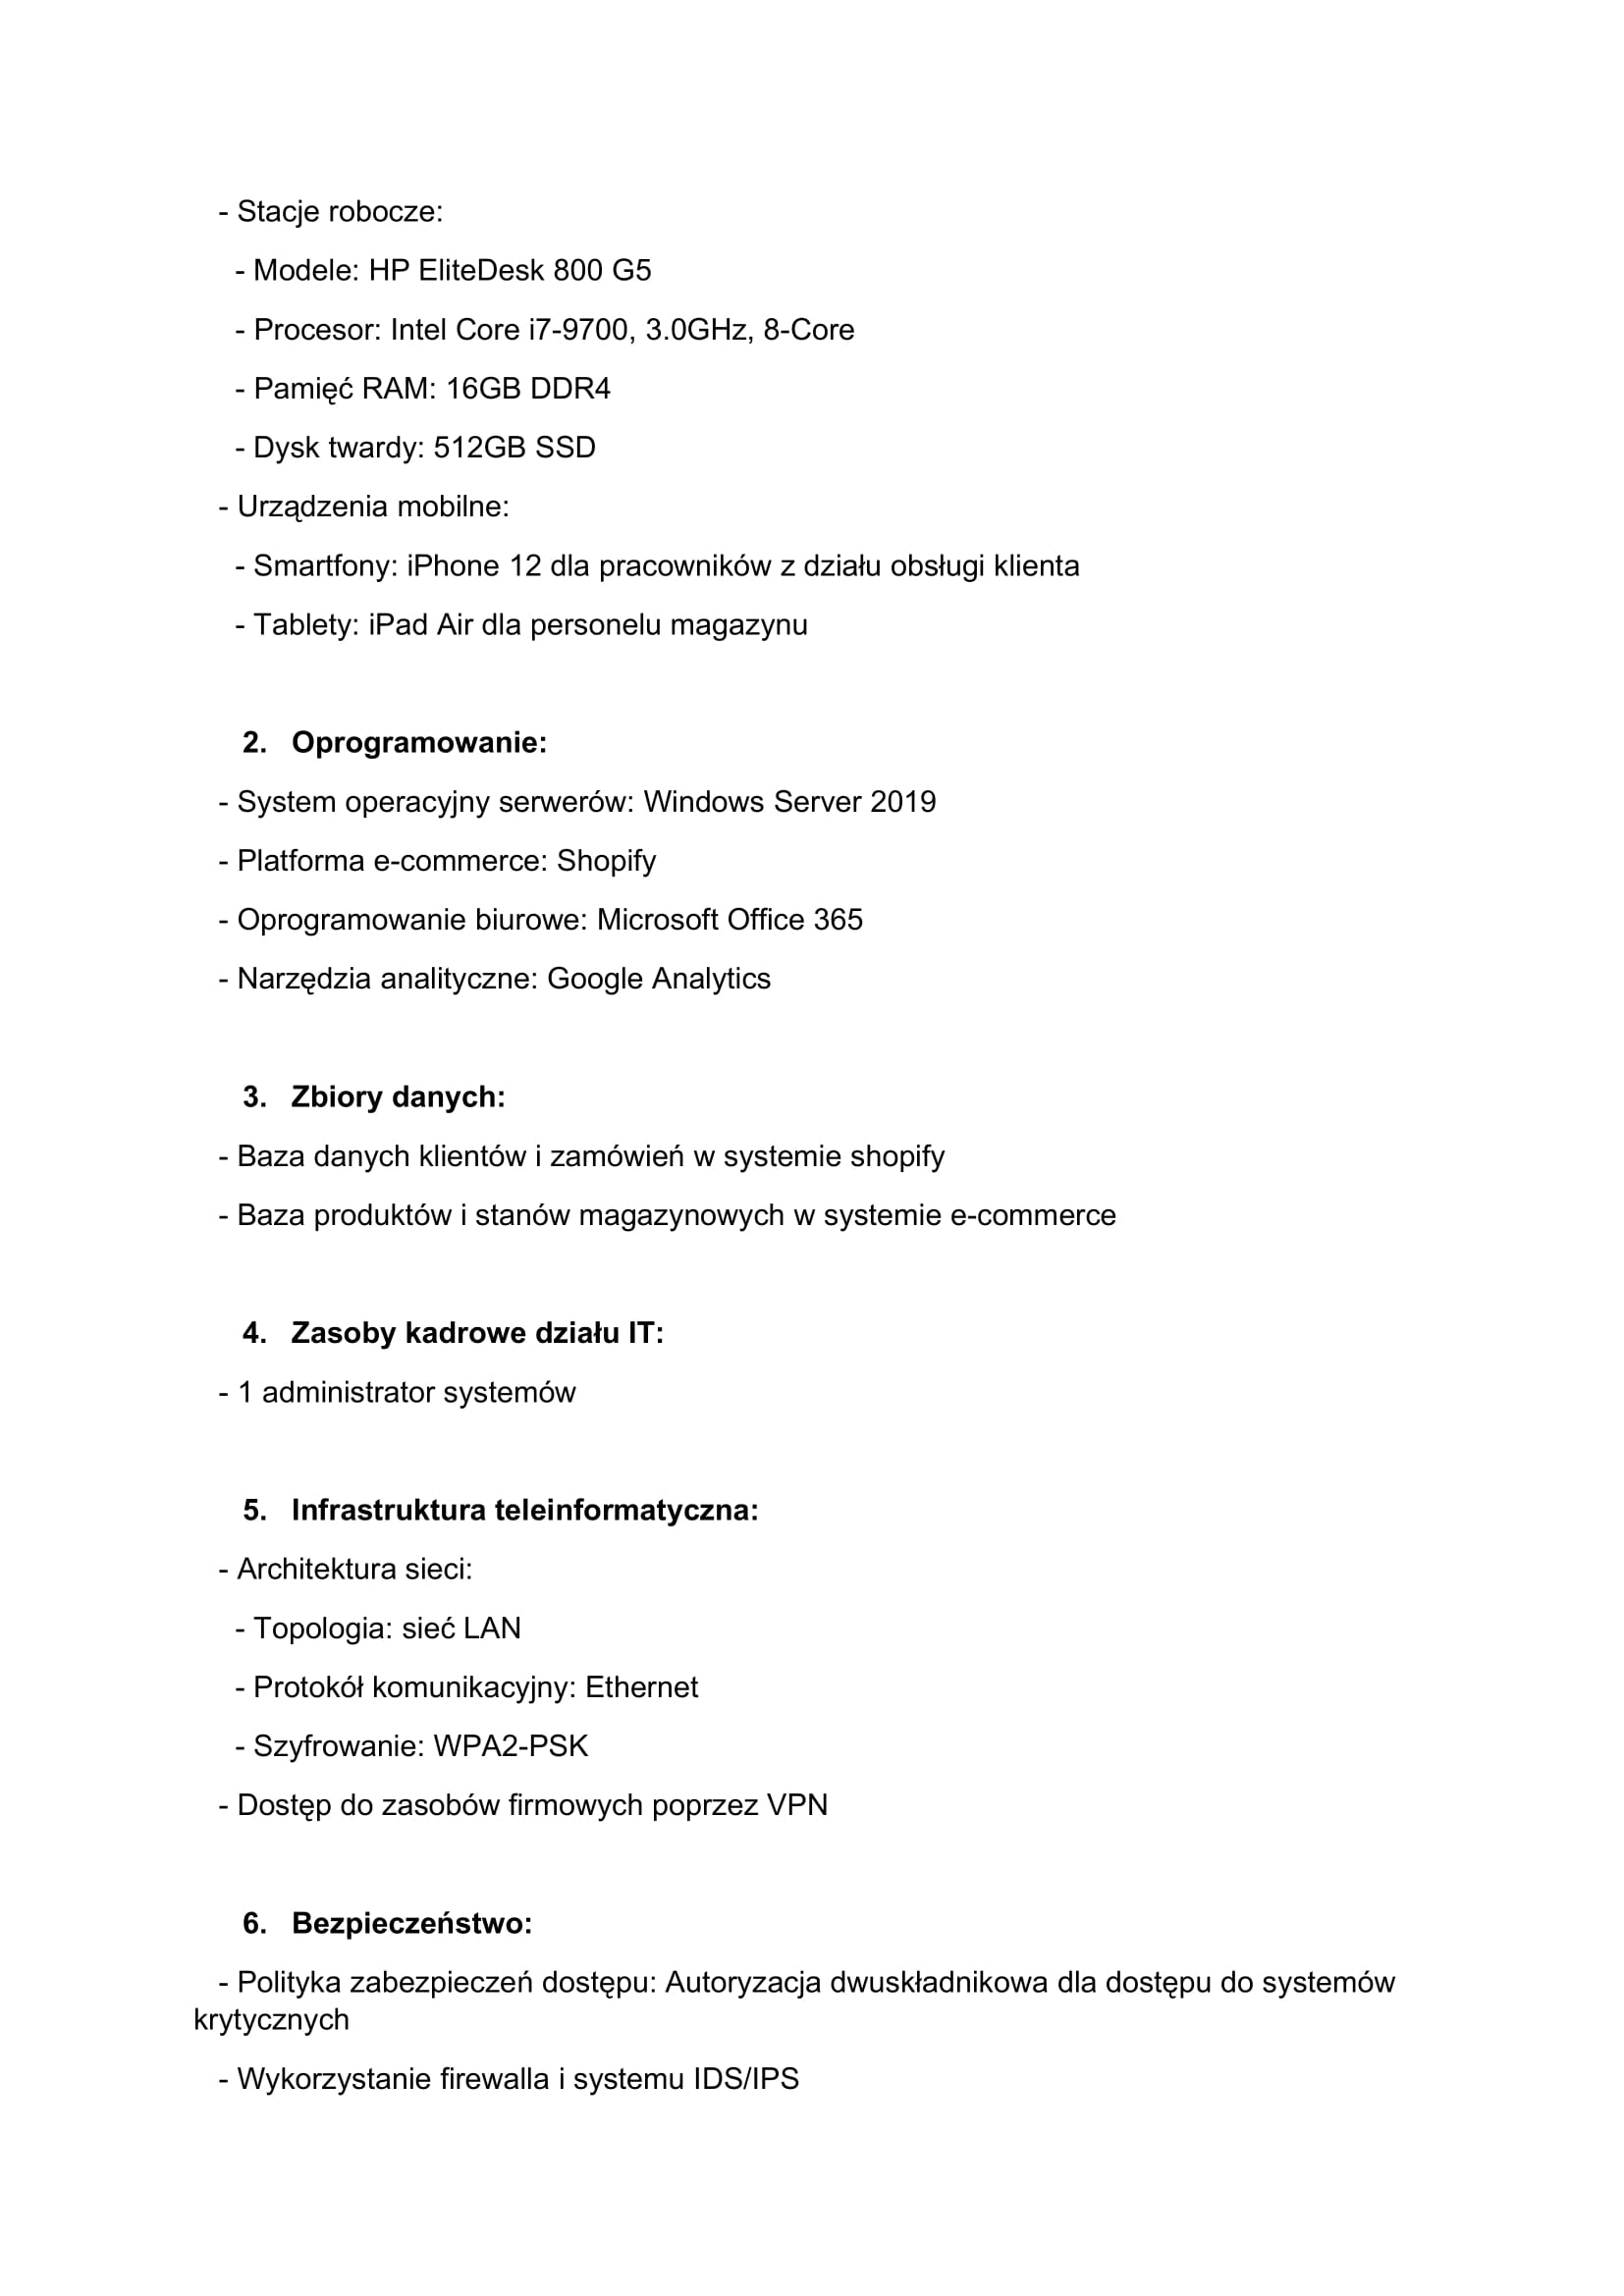 - Stacje robocze:
- Modele: HP EliteDesk 800 G5
- Procesor: Intel Core i7-9700, 3.0GHz, 8-Core
- Pamięć RAM: 16GB DDR4
- Dysk twardy: 512GB SSD
- Urządzenia mobilne:
- Smartfony: iPhone 12 dla pracowników z działu obsługi klienta
- Tablety: iPad Air dla personelu magazynu
2. Oprogramowanie:
- System operacyjny serwerów: Windows Server 2019
- Platforma e-commerce: Shopify
- Oprogramowanie biurowe: Microsoft Office 365
- Narzędzia analityczne: Google Analytics
3. Zbiory danych:
- Baza danych klientów i zamówień w systemie shopify
- Baza produktów i stanów magazynowych w systemie e-commerce
4. Zasoby kadrowe działu IT:
- 1 administrator systemów
5. Infrastruktura teleinformatyczna:
- Architektura sieci:
- Topologia: sieć LAN
- Protokół komunikacyjny: Ethernet
- Szyfrowanie: WPA2-PSK
- Dostęp do zasobów firmowych poprzez VPN
6. Bezpieczeństwo:
- Polityka zabezpieczeń dostępu: Autoryzacja dwuskładnikowa dla dostępu do systemów
krytycznych
- Wykorzystanie firewalla i systemu IDS/IPS